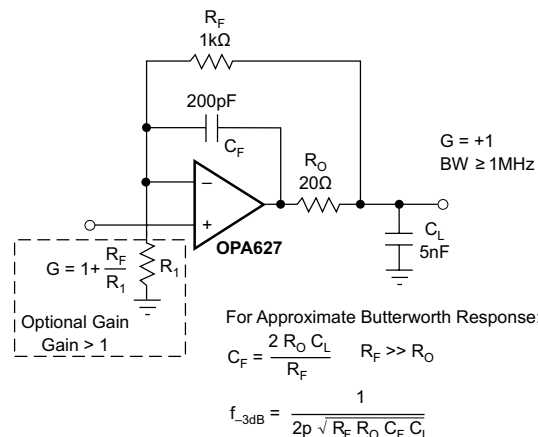 R_F
1kΩ
200pF
C_F
R_O
20Ω
G = +1
BW ≥ 1MHz
–
+
OPA627
C_L
5nF
G = 1+ R_F / R_1
R_1
Optional Gain
Gain > 1
For Approximate Butterworth Response:
C_F = 2 R_O C_L / R_F    R_F >> R_O
f_–3dB = 1 / 2p √ R_F R_O C_F C_L